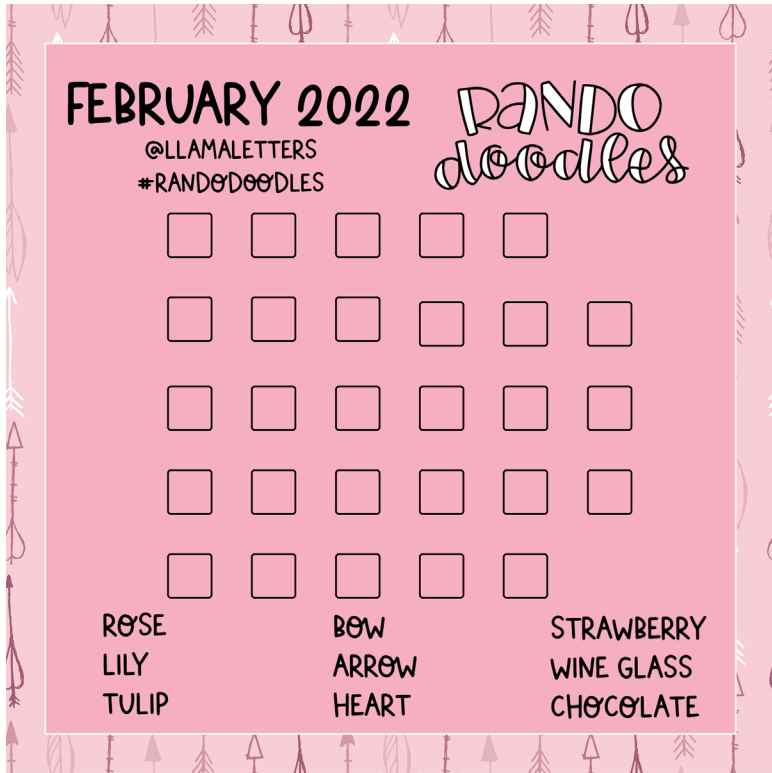 FEBRUARY 2022
@LLAMALETTERS
#RANDODOODLES
RANDO
doodles
ROSE
LILY
TULIP
BOW
ARROW
HEART
STRAWBERRY
WINE GLASS
CHOCOLATE